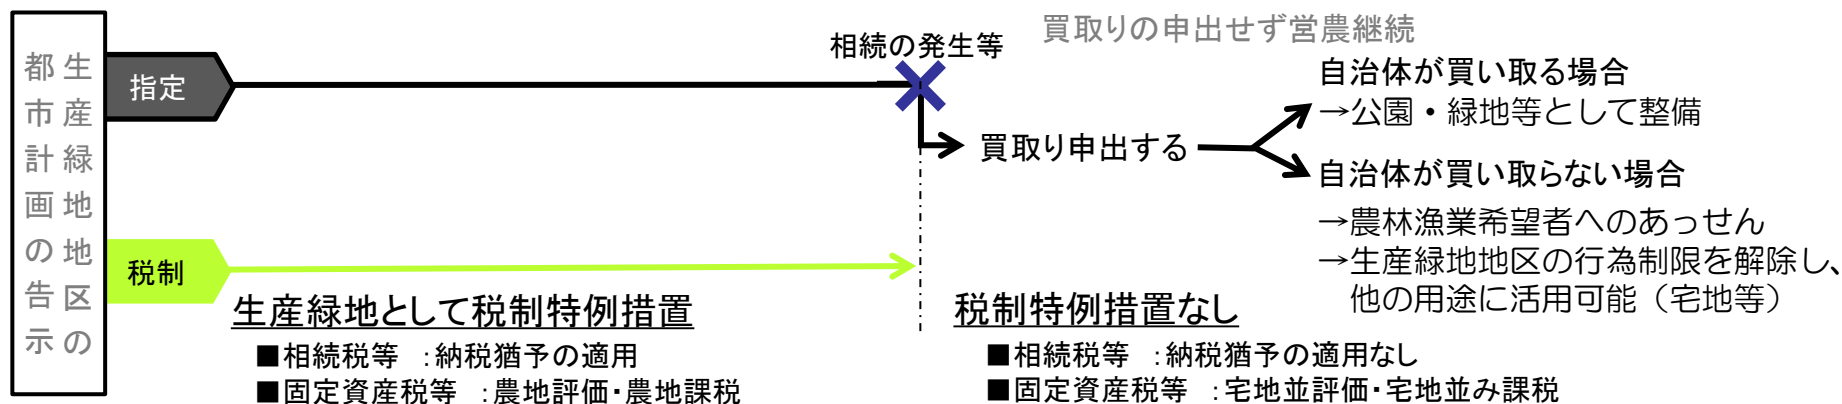 生産緑地地区の
都市計画の告示
指定
相続の発生等
買取りの申出せず営農継続
買取り申出する
自治体が買い取る場合
→公園・緑地等として整備
自治体が買い取らない場合
→農林漁業希望者へのあっせん
→生産緑地地区の行為制限を解除し、
他の用途に活用可能（宅地等）
税制
生産緑地として税制特例措置
■相続税等　：納税猶予の適用
■固定資産税等　：農地評価・農地課税
税制特例措置なし
■相続税等　：納税猶予の適用なし
■固定資産税等　：宅地並評価・宅地並み課税